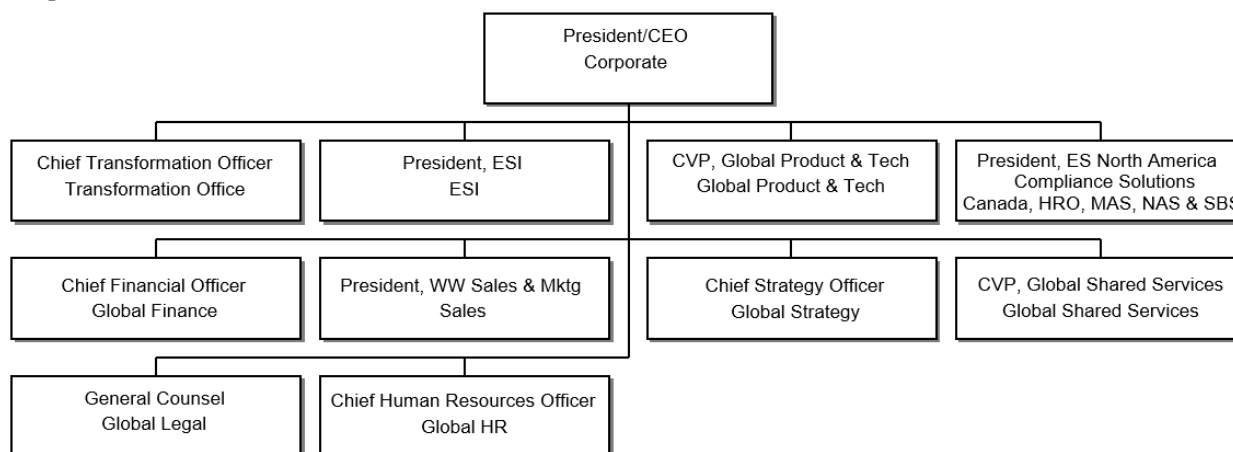 President/CEO
Corporate
Chief Transformation Officer
Transformation Office
President, ESI
ESI
CVP, Global Product & Tech
Global Product & Tech
President, ES North America
Compliance Solutions
Canada, HRO, MAS, NAS & SBS
Chief Financial Officer
Global Finance
President, WW Sales & Mktg
Sales
Chief Strategy Officer
Global Strategy
CVP, Global Shared Services
Global Shared Services
General Counsel
Global Legal
Chief Human Resources Officer
Global HR